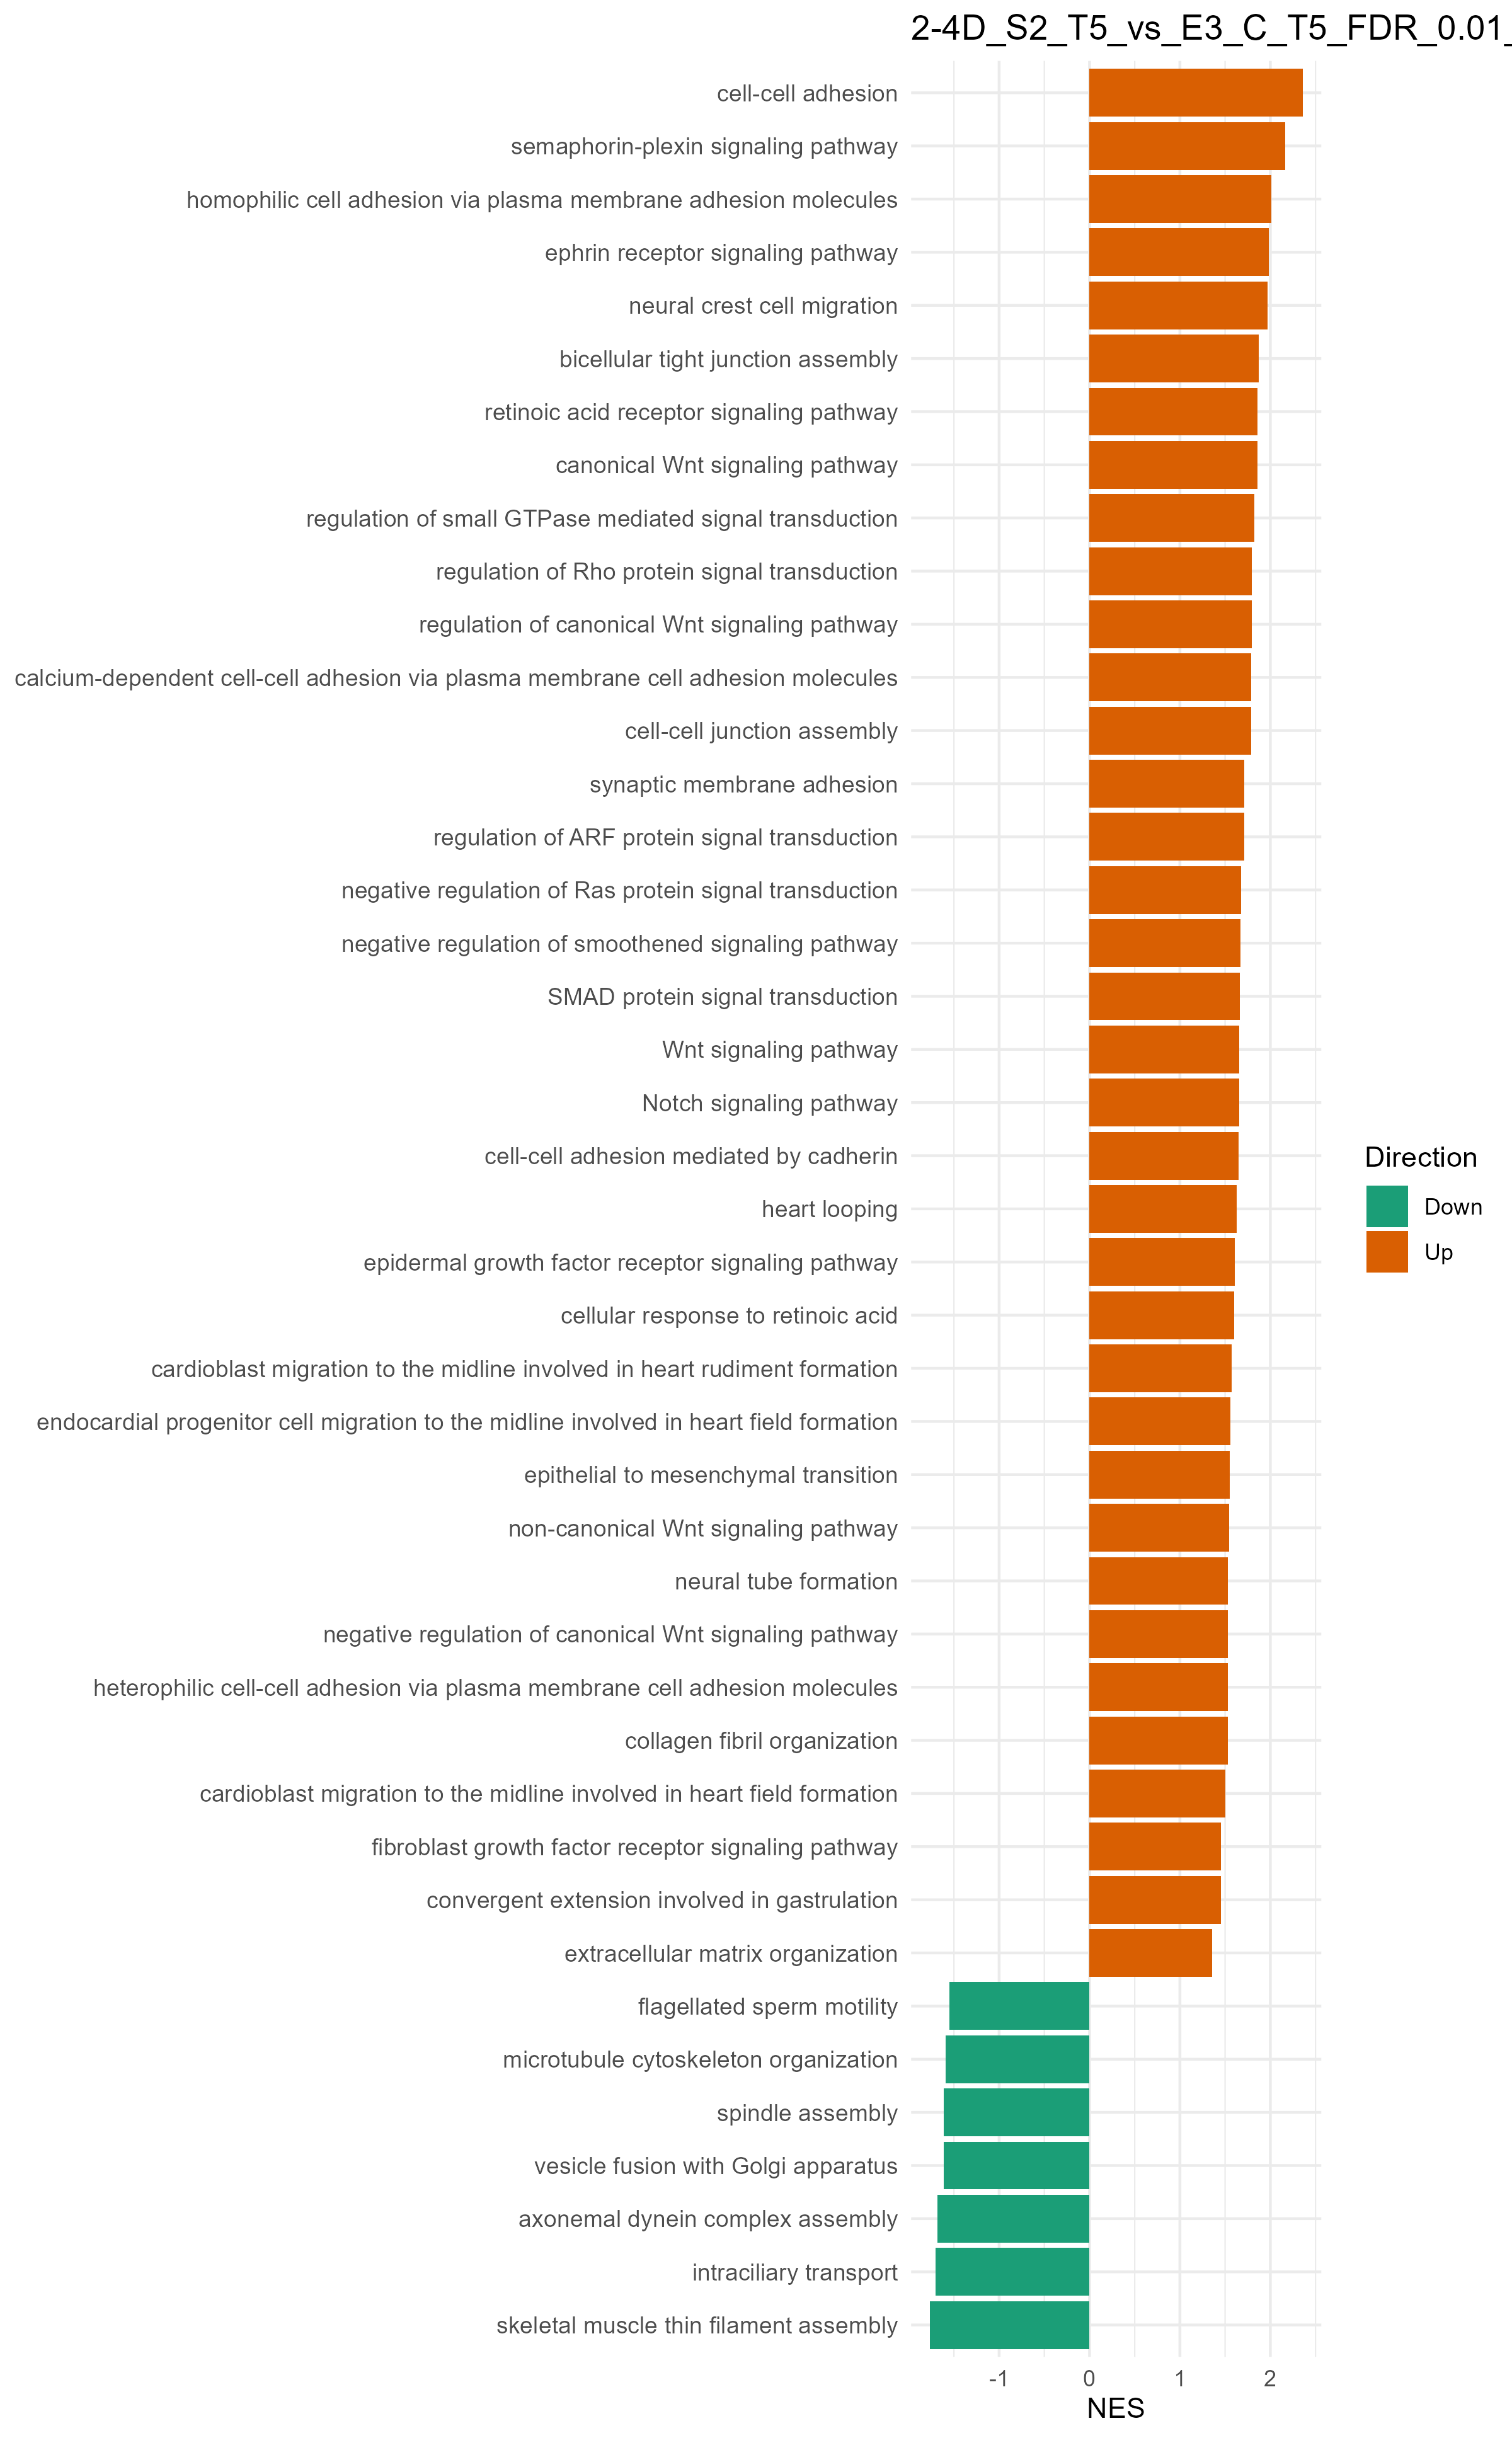 2-4D_S2_T5_vs_E3_C_T5_FDR_0.01_
cell-cell adhesion
semaphorin-plexin signaling pathway
homophilic cell adhesion via plasma membrane adhesion molecules
ephrin receptor signaling pathway
neural crest cell migration
bicellular tight junction assembly
retinoic acid receptor signaling pathway
canonical Wnt signaling pathway
regulation of small GTPase mediated signal transduction
regulation of Rho protein signal transduction
regulation of canonical Wnt signaling pathway
calcium-dependent cell-cell adhesion via plasma membrane cell adhesion molecules
cell-cell junction assembly
synaptic membrane adhesion
regulation of ARF protein signal transduction
negative regulation of Ras protein signal transduction
negative regulation of smoothened signaling pathway
SMAD protein signal transduction
Wnt signaling pathway
Notch signaling pathway
cell-cell adhesion mediated by cadherin
heart looping
epidermal growth factor receptor signaling pathway
cellular response to retinoic acid
cardioblast migration to the midline involved in heart rudiment formation
endocardial progenitor cell migration to the midline involved in heart field formation
epithelial to mesenchymal transition
non-canonical Wnt signaling pathway
neural tube formation
negative regulation of canonical Wnt signaling pathway
heterophilic cell-cell adhesion via plasma membrane cell adhesion molecules
collagen fibril organization
cardioblast migration to the midline involved in heart field formation
fibroblast growth factor receptor signaling pathway
convergent extension involved in gastrulation
extracellular matrix organization
flagellated sperm motility
microtubule cytoskeleton organization
spindle assembly
vesicle fusion with Golgi apparatus
axonemal dynein complex assembly
intraciliary transport
skeletal muscle thin filament assembly
-1 0 1 2
NES
Direction
Down
Up